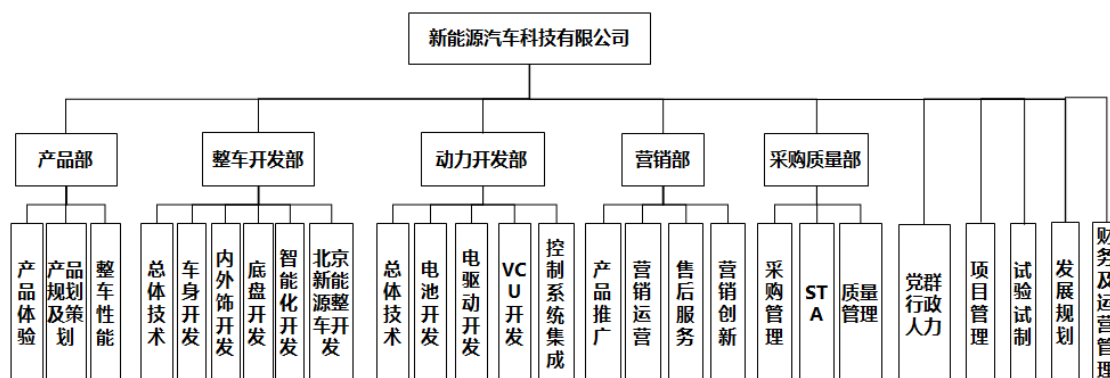 新能源汽车科技有限公司
产品部
整车开发部
动力开发部
营销部
采购质量部
产品体验
产品规划及策划
整车性能
总体技术
车身开发
内外饰开发
底盘开发
智能化开发
北京新能源整车开发
总体技术
电池开发
电驱动开发
VCU开发
控制系统集成
产品推广
营销运营
售后服务
营销创新
采购管理
STA
质量管理
党群行政人力
项目管理
试验试制
发展规划
财务及运营管理